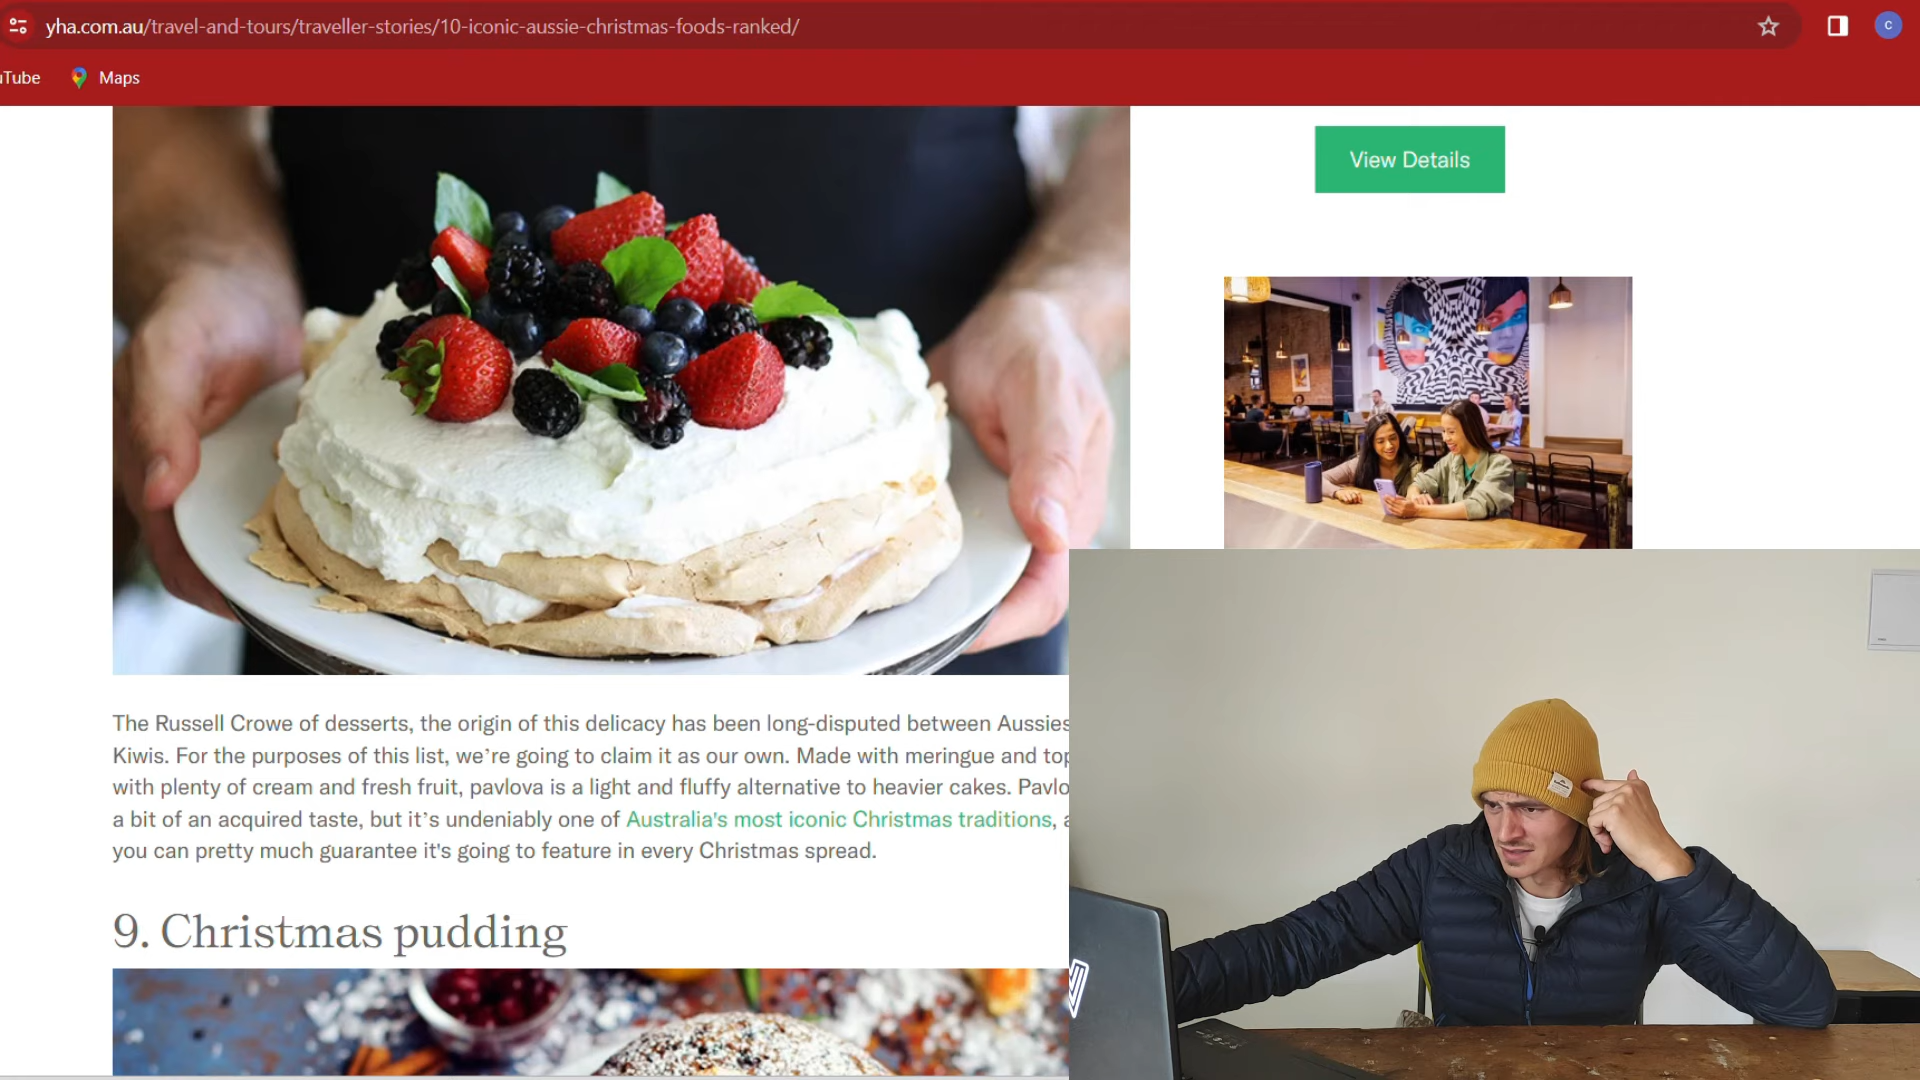 yha.com.au/travel-and-tours/traveller-stories/10-iconic-aussie-christmas-foods-ranked/
C
uTube
Maps
View Details
The Russell Crowe of desserts, the origin of this delicacy has been long-disputed between Aussies
Kiwis. For the purposes of this list, we're going to claim it as our own. Made with meringue and top
with plenty of cream and fresh fruit, pavlova is a light and fluffy alternative to heavier cakes. Pavlo
a bit of an acquired taste, but it's undeniably one of Australia's most iconic Christmas traditions, a
you can pretty much guarantee it's going to feature in every Christmas spread.
9. Christmas pudding